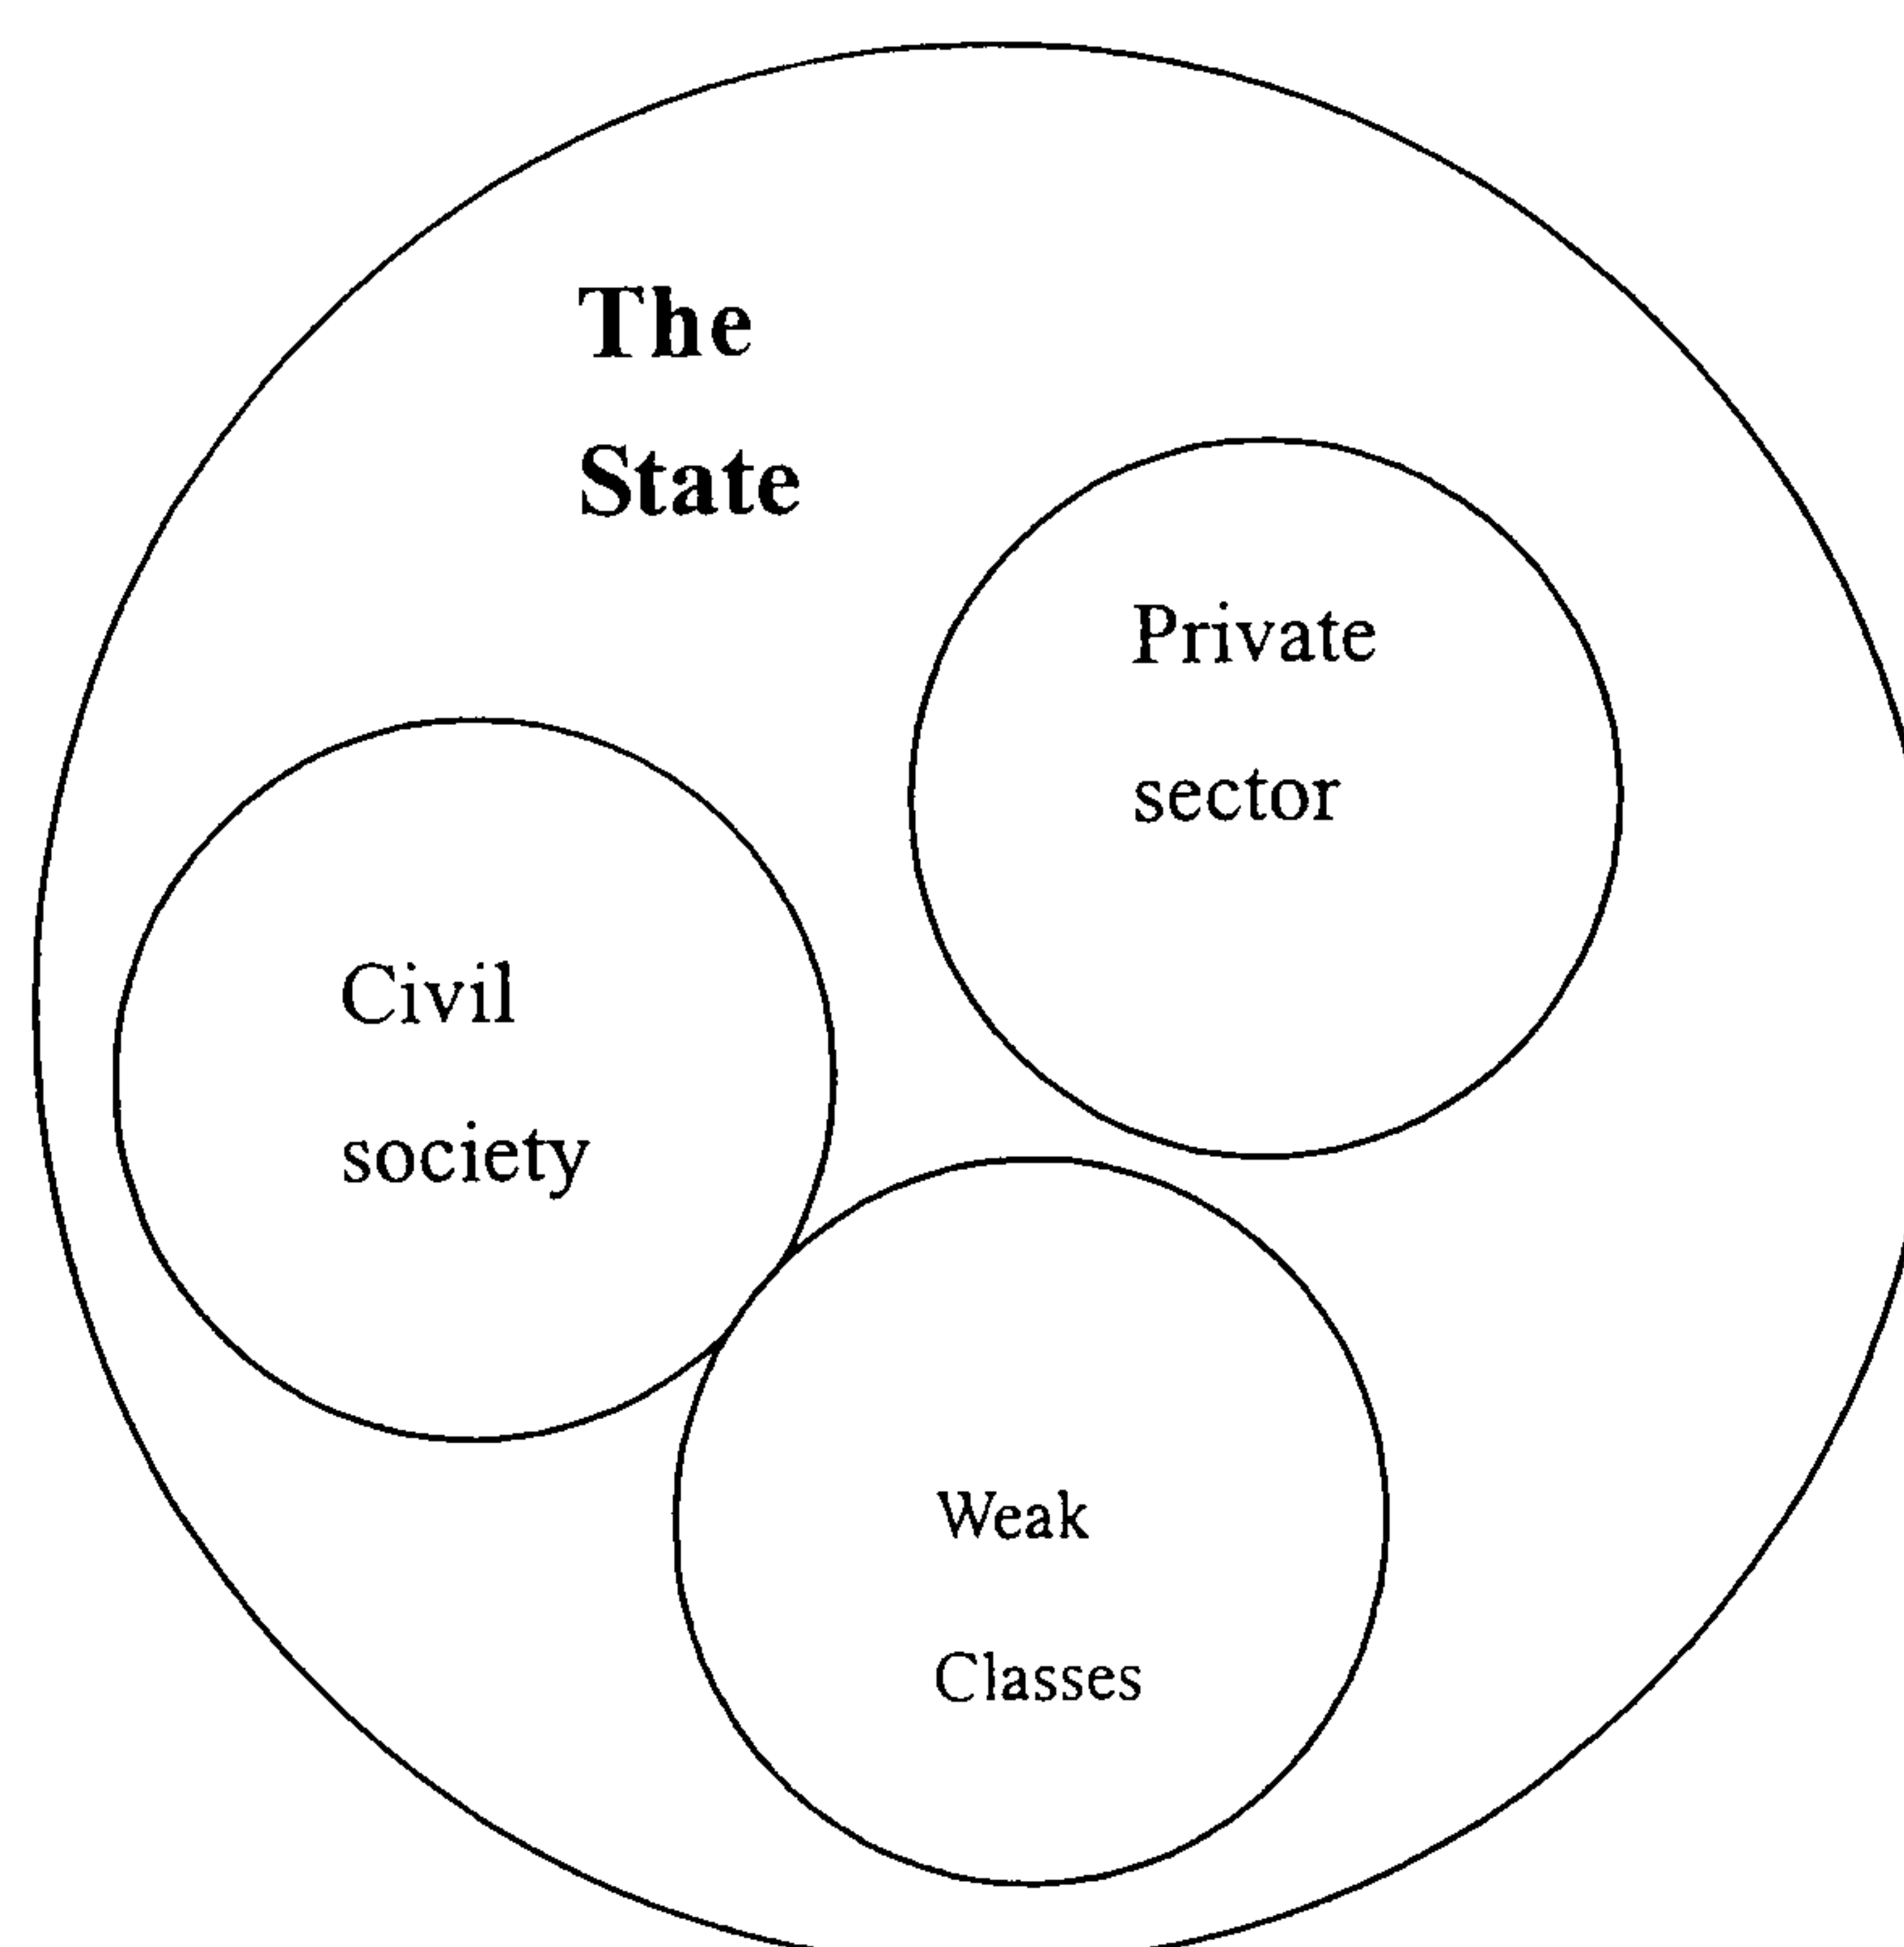 The
State
Private
sector
Civil
society
Weak
Classes